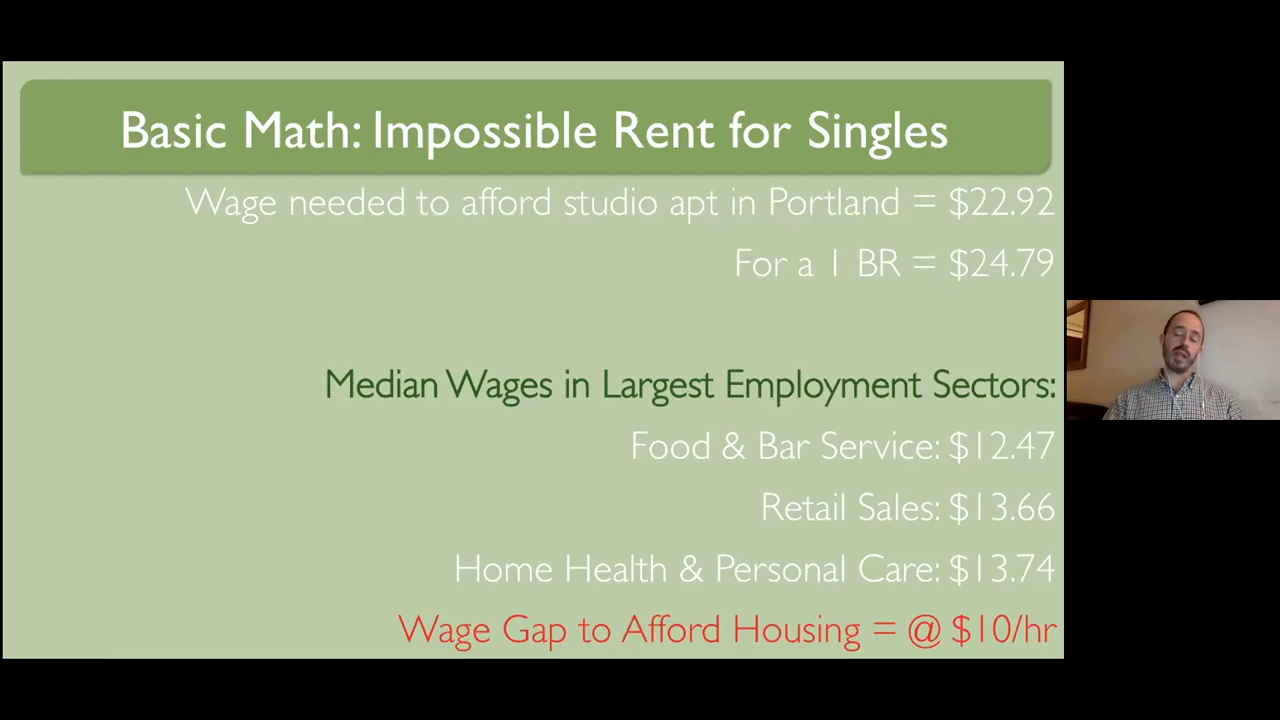 Basic Math: Impossible Rent for Singles
Wage needed to afford studio apt in Portland = $22.92
For a 1 BR = $24.79
Median Wages in Largest Employment Sectors:
Food & Bar Service: $12.47
Retail Sales: $13.66
Home Health & Personal Care: $13.74
Wage Gap to Afford Housing = @ $10/hr